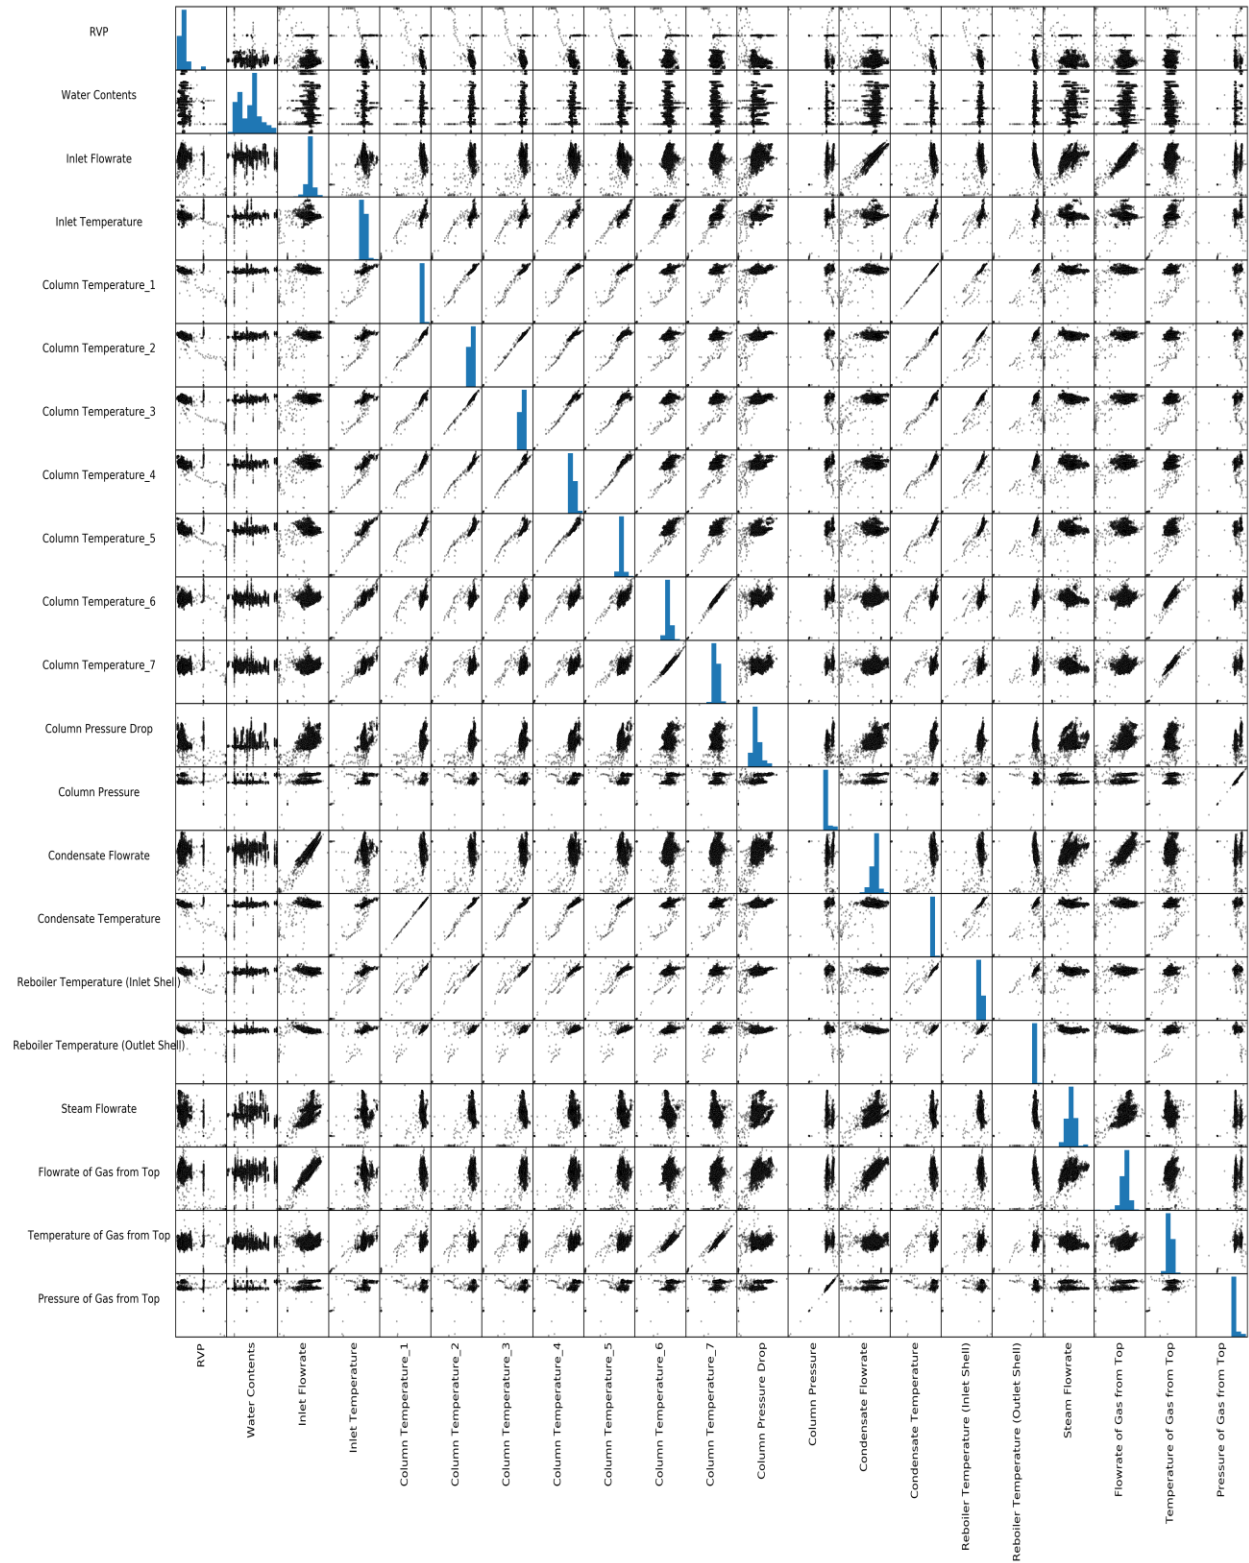 RVP
Water Contents
Inlet Flowrate
Inlet Temperature
Column Temperature_1
Column Temperature_2
Column Temperature_3
Column Temperature_4
Column Temperature_5
Column Temperature_6
Column Temperature_7
Column Pressure Drop
Column Pressure
Condensate Flowrate
Condensate Temperature
Reboiler Temperature (Inlet Shell)
Reboiler Temperature (Outlet Shell)
Steam Flowrate
Flowrate of Gas from Top
Temperature of Gas from Top
Pressure of Gas from Top
RVP
Water Contents
Inlet Flowrate
Inlet Temperature
Column Temperature_1
Column Temperature_2
Column Temperature_3
Column Temperature_4
Column Temperature_5
Column Temperature_6
Column Temperature_7
Column Pressure Drop
Column Pressure
Condensate Flowrate
Condensate Temperature
Reboiler Temperature (Inlet Shell)
Reboiler Temperature (Outlet Shell)
Steam Flowrate
Flowrate of Gas from Top
Temperature of Gas from Top
Pressure of Gas from Top